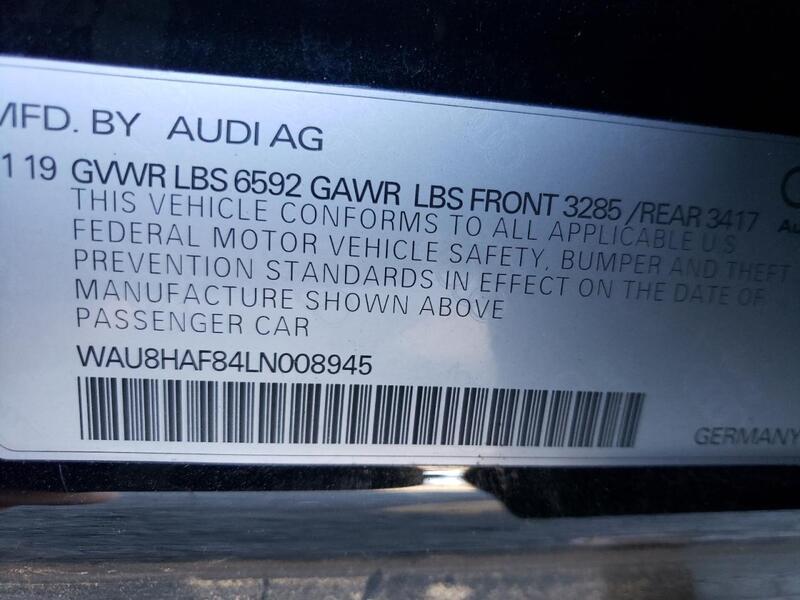 MFD. BY AUDI AG
119 GVWR LBS 6592 GAWR LBS FRONT 3285 /REAR 3417
THIS VEHICLE CONFORMS TO ALL APPLICABLE U.S
FEDERAL MOTOR VEHICLE SAFETY, BUMPER AND THEFT
PREVENTION STANDARDS IN EFFECT ON THE DATE OF
MANUFACTURE SHOWN ABOVE
PASSENGER CAR
WAU8HAF84LN008945
GERMANY